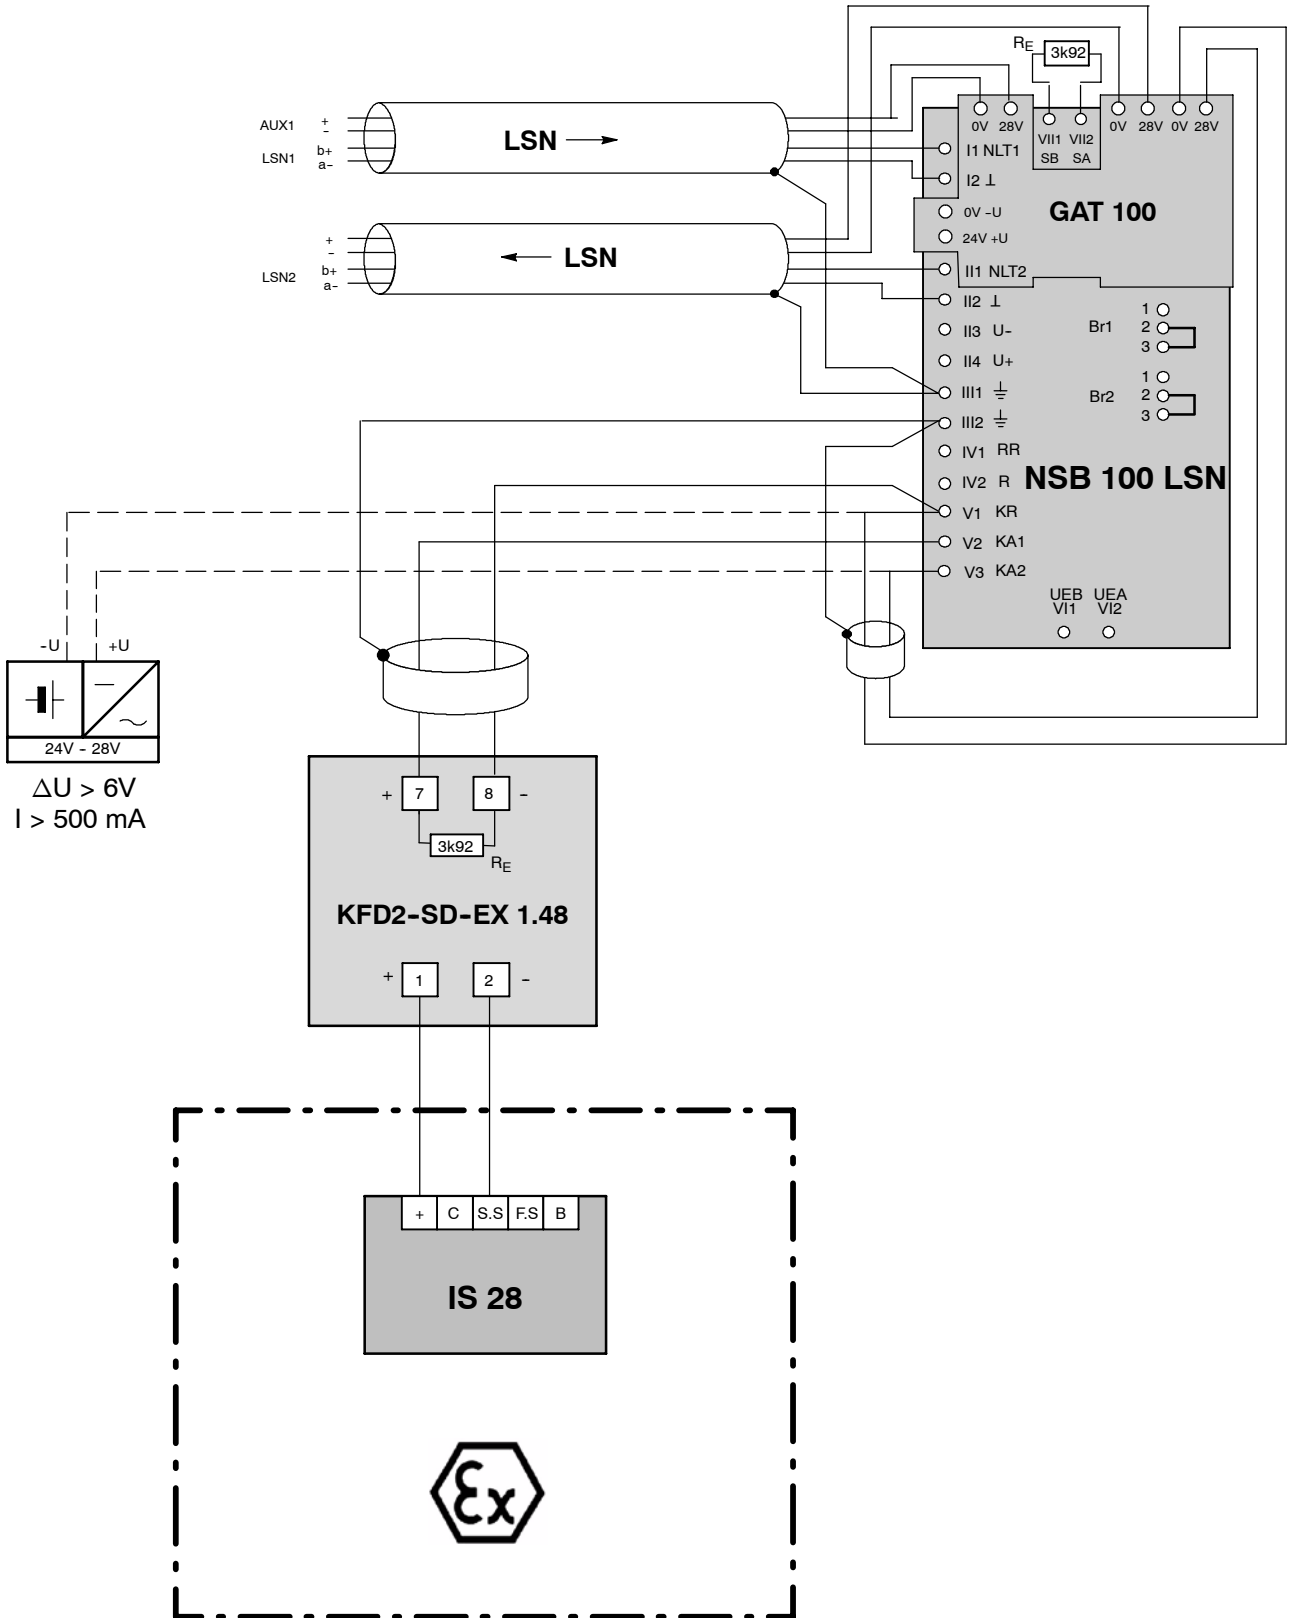 RE
3k92
AUX1
+
-
LSN1
b+
a-
LSN
0V 28V
VII1 VII2
SB SA
0V 28V 0V 28V
I1 NLT1
I2 ⊥
0V -U
24V +U
GAT 100
+
-
LSN2
b+
a-
LSN
II1 NLT2
II2 ⊥
II3 U-
II4 U+
III1
III2
IV1 RR
IV2 R
V1 KR
V2 KA1
V3 KA2
Br1
1
2
3
Br2
1
2
3
NSB 100 LSN
UEB UEA
VI1 VI2
-U +U
24V - 28V
ΔU > 6V
I > 500 mA
+ 7 8 -
3k92
RE
KFD2-SD-EX 1.48
+ 1 2 -
+ C S.S F.S B
IS 28
Ex